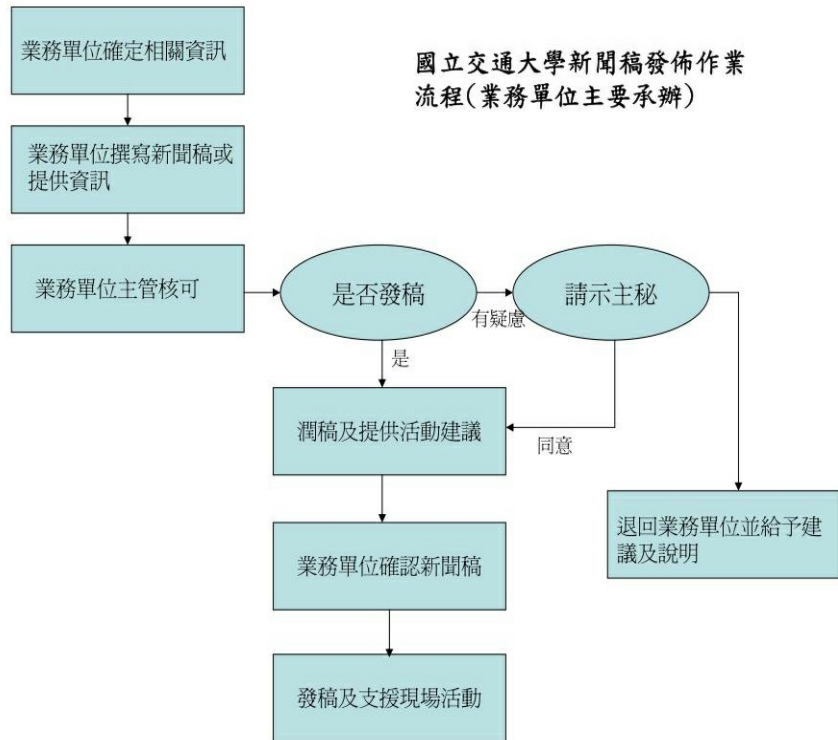 業務單位確定相關資訊
國立交通大學新聞稿發佈作業
流程(業務單位主要承辦)
業務單位撰寫新聞稿或
提供資訊
業務單位主管核可
是否發稿
有疑慮
請示主秘
是
潤稿及提供活動建議
同意
退回業務單位並給予建
議及說明
業務單位確認新聞稿
發稿及支援現場活動